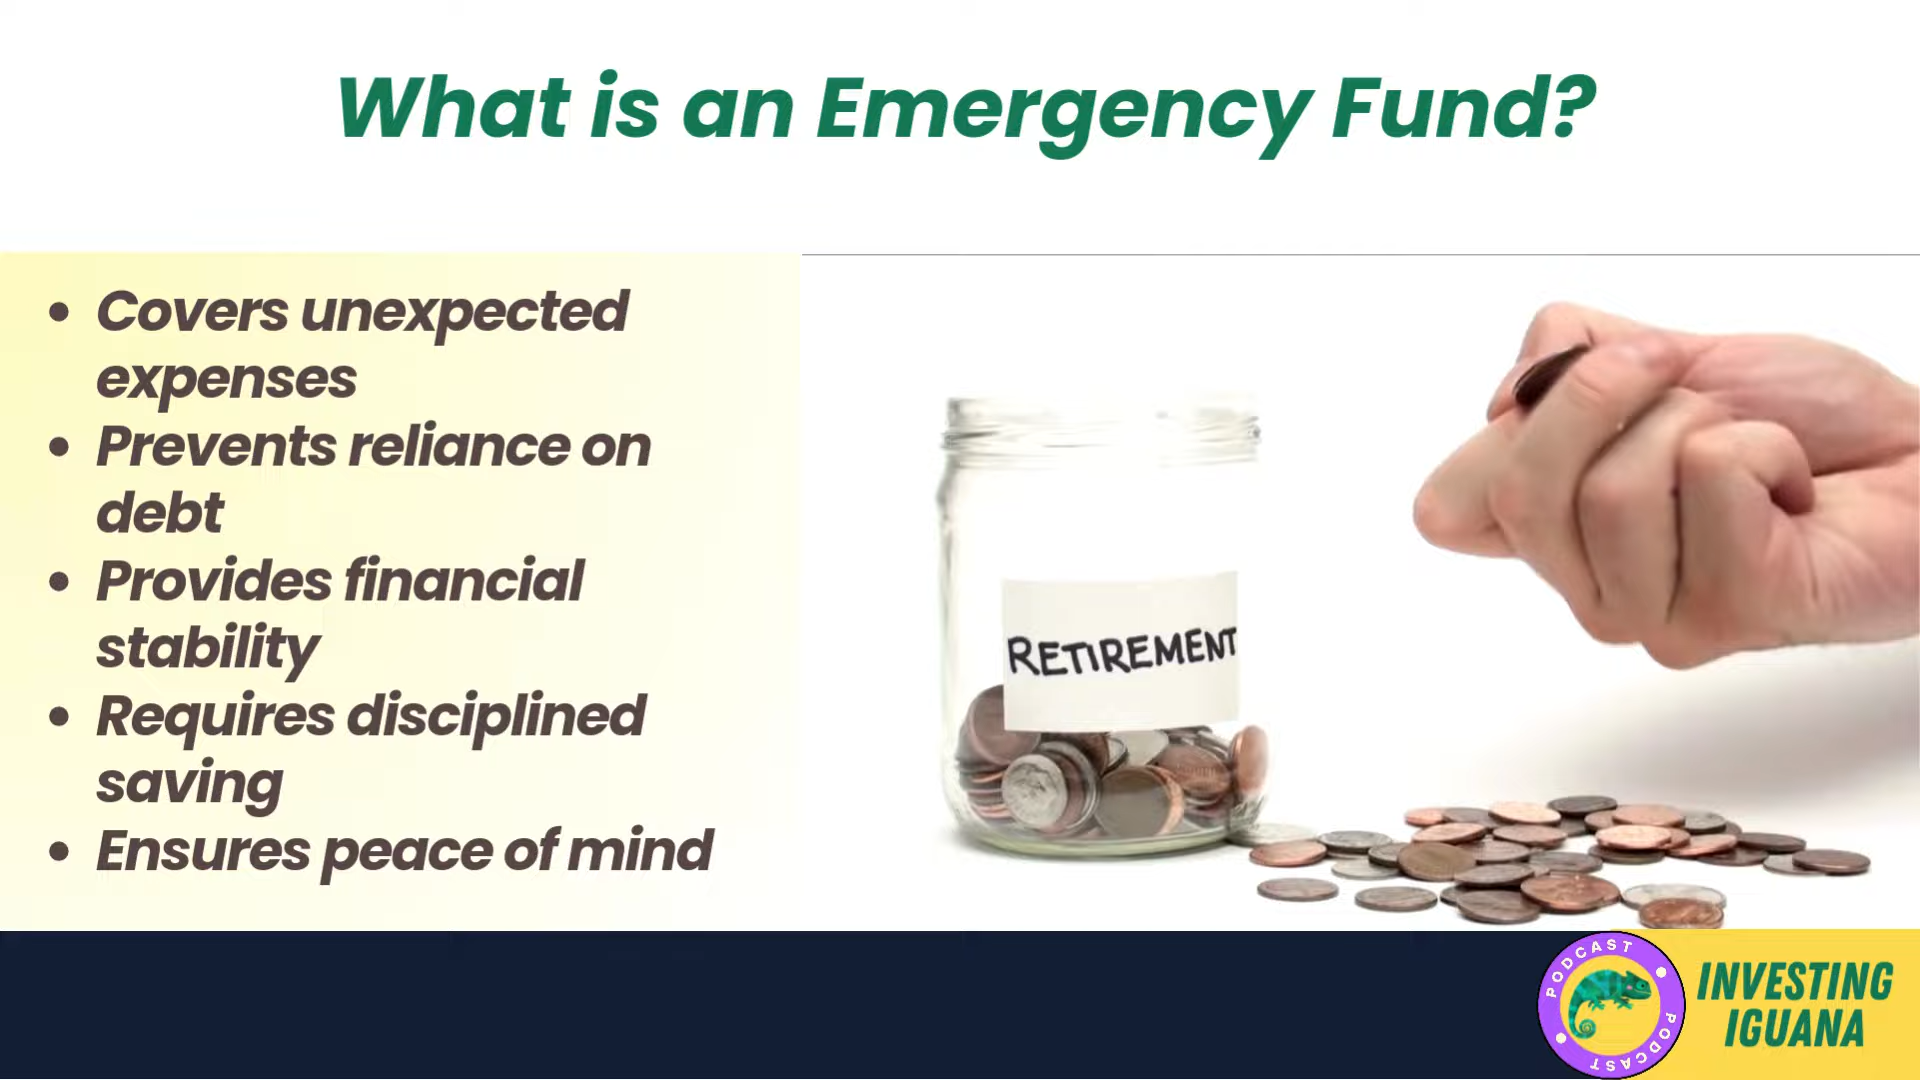 What is an Emergency Fund?
• Covers unexpected
expenses
• Prevents reliance on
debt
• Provides financial
stability
• Requires disciplined
saving
• Ensures peace of mind
RETIREMENT
PODCAST
PODCAST
INVESTING
IGUANA